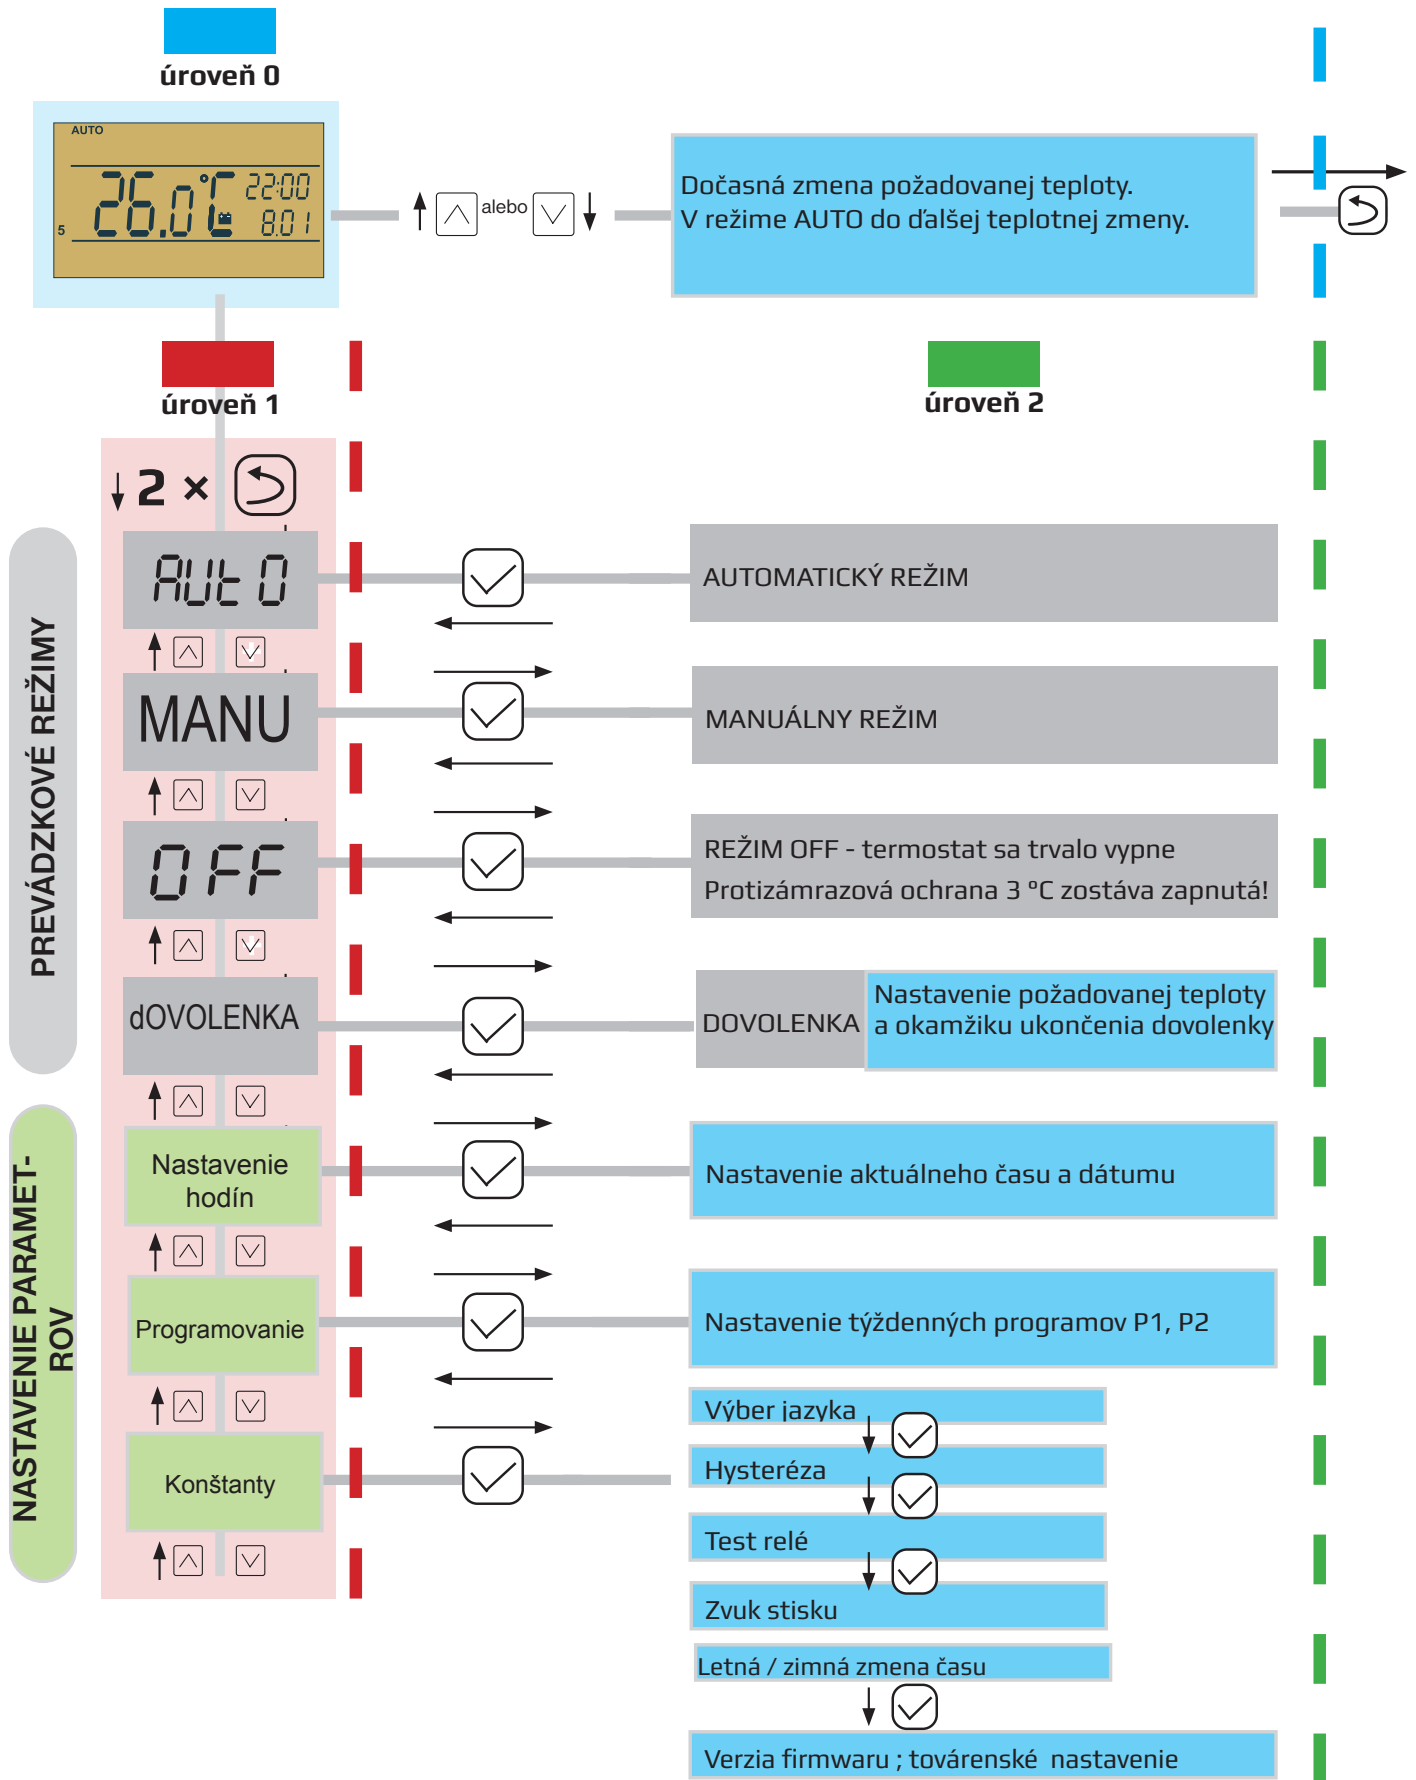 úroveň 0
AUTO
26.0°C 22:00
8.01
5
alebo
Dočasná zmena požadovanej teploty.
V režime AUTO do ďalšej teplotnej zmeny.
úroveň 1
úroveň 2
2 ×
PREVÁDZKOVÉ REŽIMY
AUtO
AUTOMATICKÝ REŽIM
MANU
MANUÁLNY REŽIM
OFF
REŽIM OFF - termostat sa trvalo vypne
Protizámrazová ochrana 3 °C zostáva zapnutá!
dOVOLENKA
DOVOLENKA
Nastavenie požadovanej teploty
a okamžiku ukončenia dovolenky
NASTAVENIE PARAMET-
ROV
Nastavenie
hodín
Nastavenie aktuálneho času a dátumu
Programovanie
Nastavenie týždenných programov P1, P2
Konštanty
Výber jazyka
Hysteréza
Test relé
Zvuk stisku
Letná / zimná zmena času
Verzia firmwaru ; továrenské nastavenie